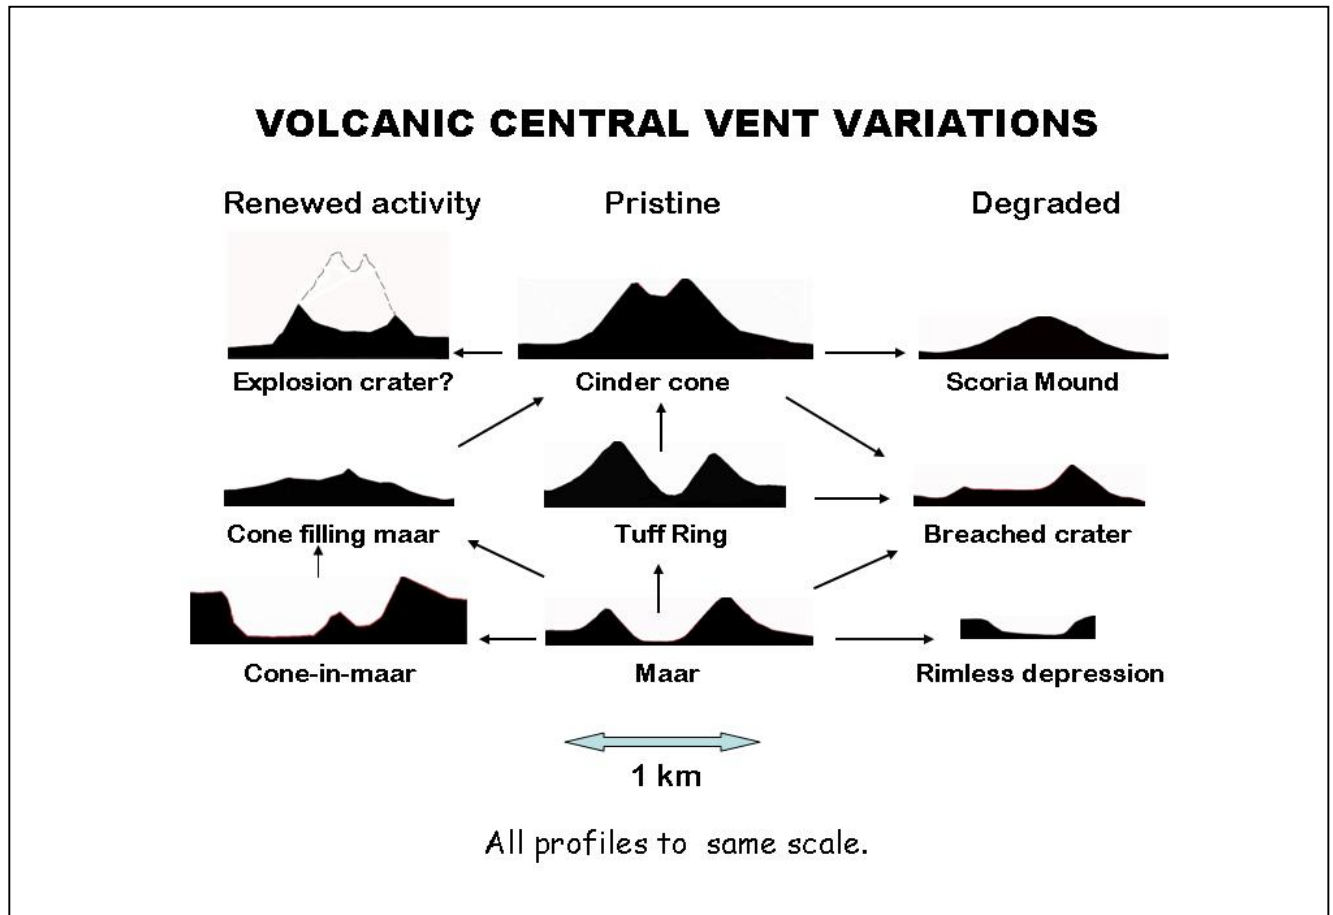 VOLCANIC CENTRAL VENT VARIATIONS
Renewed activity
Pristine
Degraded
Explosion crater?
Cinder cone
Scoria Mound
Cone filling maar
Tuff Ring
Breached crater
Cone-in-maar
Maar
Rimless depression
1 km
All profiles to same scale.